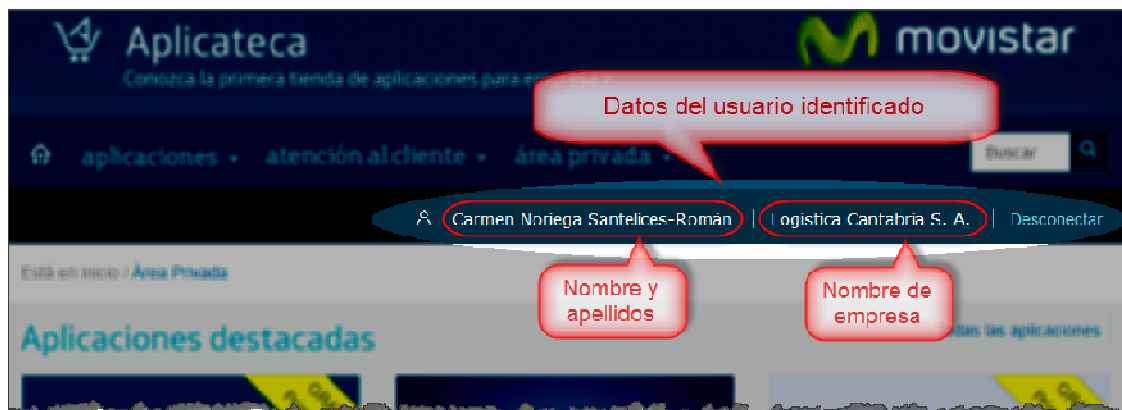 Aplicateca
movistar
Conozca la primera tienda de aplicaciones para
Datos del usuario identificado
aplicaciones
atención al cliente
área privada
Buscar
Carmen Noriega Santelices-Román | Logistica Cantabria S. A. | Desconectar
Está en Inicio / Área Privada
Nombre y
apellidos
Nombre de
empresa
Aplicaciones destacadas
las aplicaciones